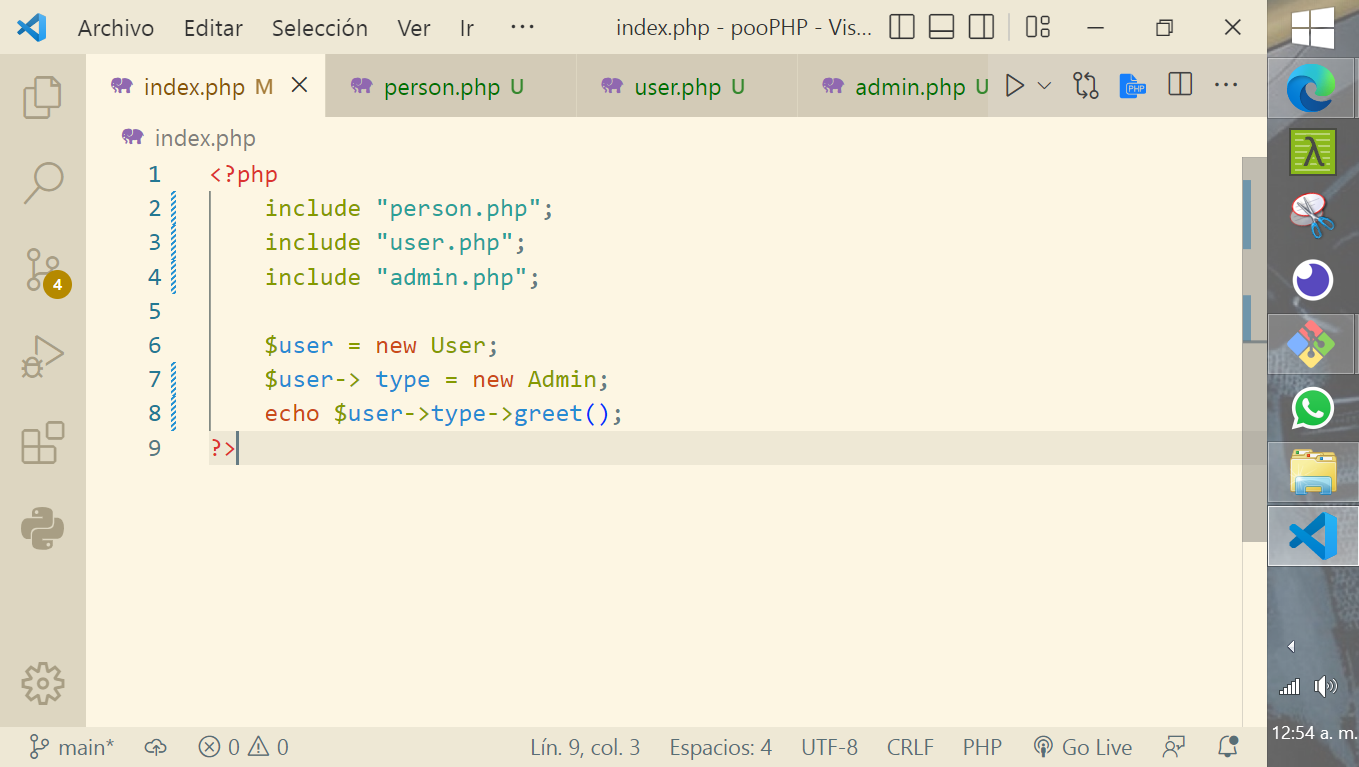 Archivo Editar Selección Ver Ir ··· index.php - pooPHP - Vis...
index.php M person.php U user.php U admin.php U
PHP
index.php
1 <?php
2 include "person.php";
3 include "user.php";
4 include "admin.php";
5
6 $user = new User;
7 $user-> type = new Admin;
8 echo $user->type->greet();
9 ?>
4
λ
main* 0 0 Lín. 9, col. 3 Espacios: 4 UTF-8 CRLF PHP Go Live
12:54 a. m.